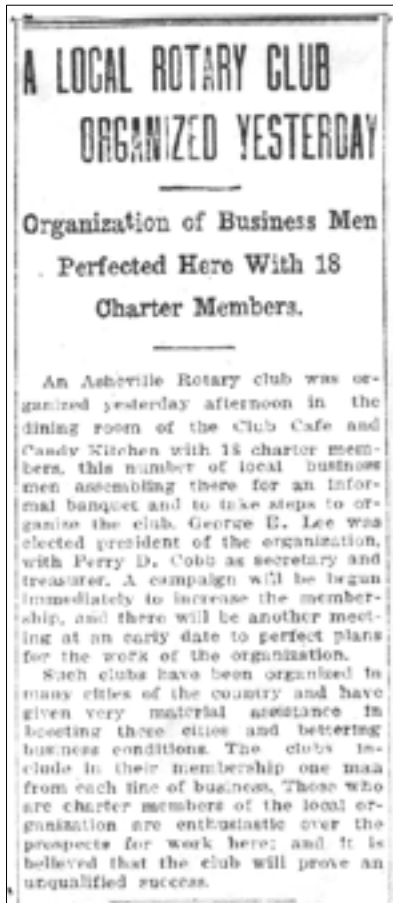 A LOCAL ROTARY CLUB
ORGANIZED YESTERDAY
Organization of Business Men
Perfected Here With 18
Charter Members.
An Asheville Rotary club was or-
ganized yesterday afternoon in the
dining room of the Club Cafe and
Candy Kitchen with 18 charter mem-
bers, this number of local business
men assembling there for an infor-
mal banquet and to take steps to or-
ganize the club. George E. Lee was
elected president of the organization,
with Perry D. Cobb as secretary and
treasurer. A campaign will be begun
immediately to increase the member-
ship, and there will be another meet-
ing at an early date to perfect plans
for the work of the organization.
Such clubs have been organized in
many cities of the country and have
given very material assistance in
boosting these cities and bettering
business conditions. The clubs in-
clude in their membership one man
from each line of business. Those who
are charter members of the local or-
ganization are enthusiastic over the
prospects for work here; and it is
believed that the club will prove an
unqualified success.